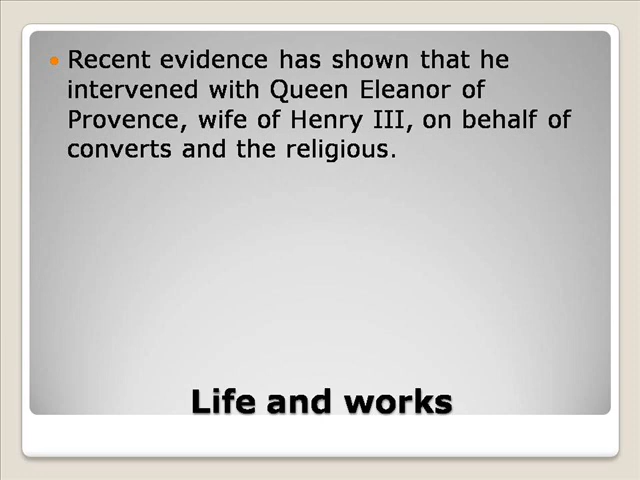 Recent evidence has shown that he
intervened with Queen Eleanor of
Provence, wife of Henry III, on behalf of
converts and the religious.
Life and works